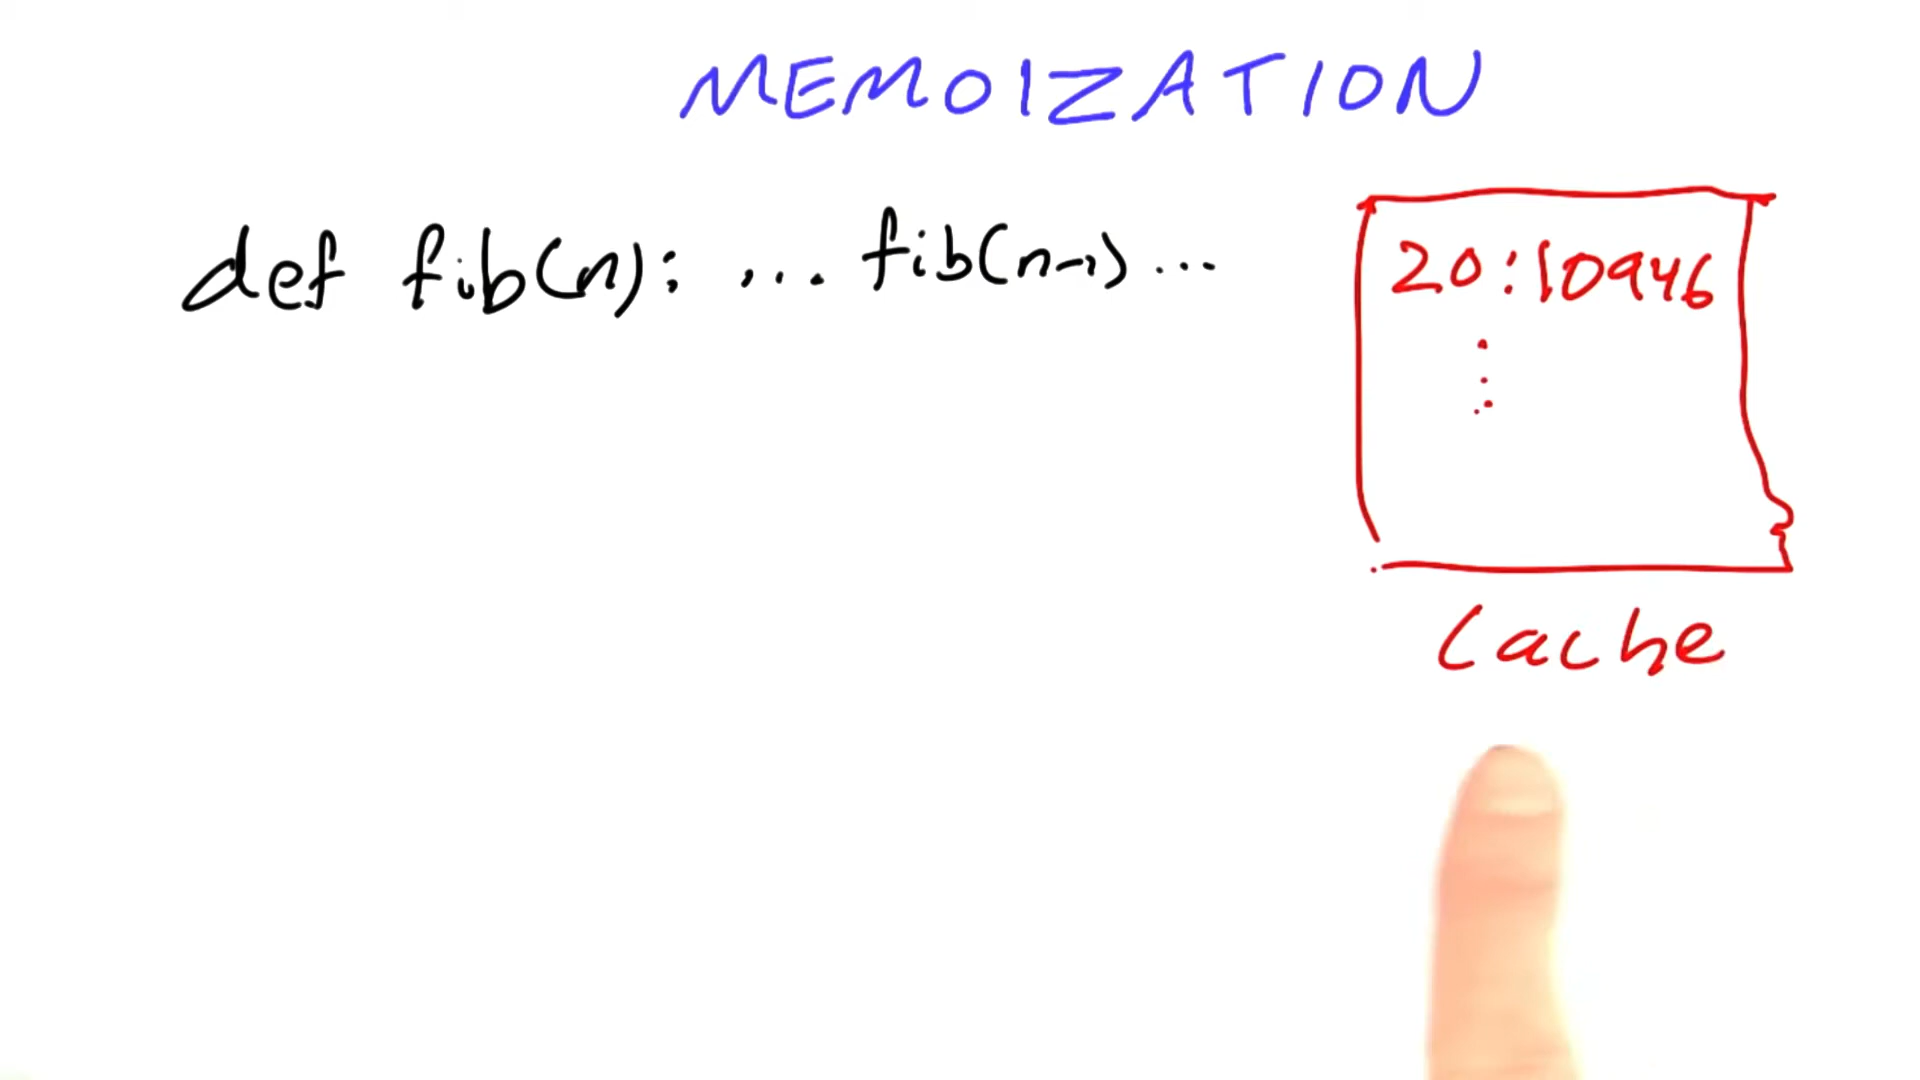 MEMOIZATION
def fib(n): ... fib(n-1) ...
20:10946
Cache